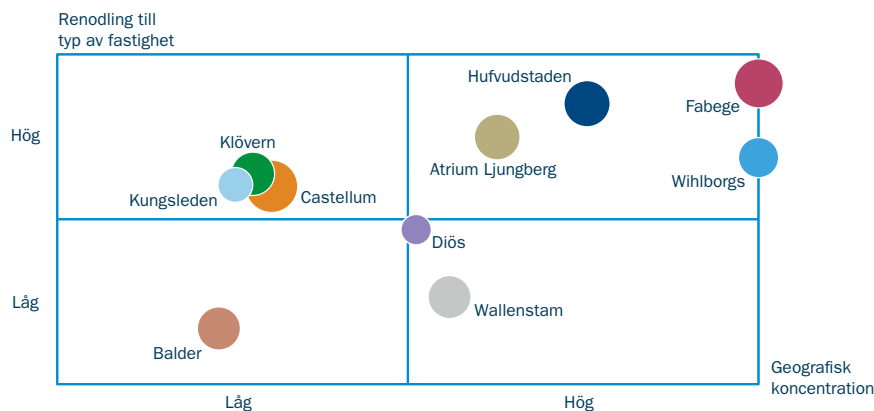 Renodling till
typ av fastighet
Hufvudstaden
Fabege
Hög
Klövern
Atrium Ljungberg
Wihlborgs
Kungsleden
Castellum
Diös
Låg
Wallenstam
Balder
Geografisk
koncentration
Låg
Hög